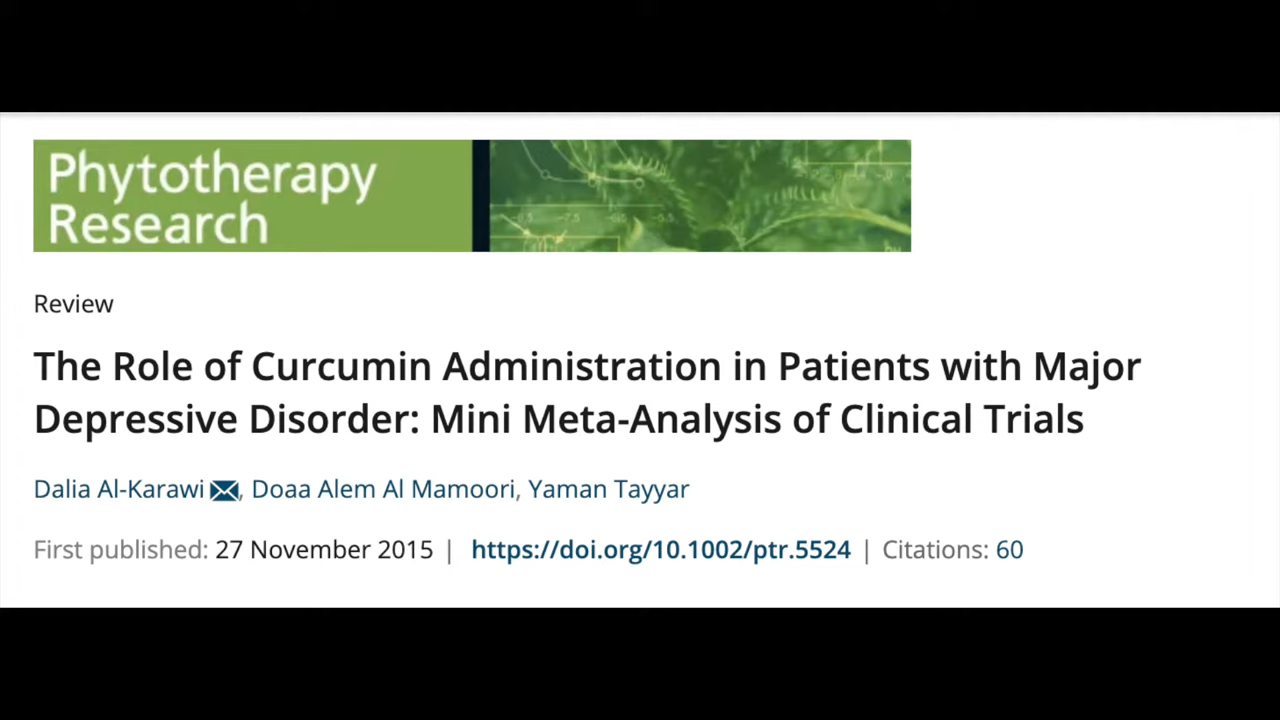 Phytotherapy
Research
Review
The Role of Curcumin Administration in Patients with Major
Depressive Disorder: Mini Meta-Analysis of Clinical Trials
Dalia Al-Karawi, Doaa Alem Al Mamoori, Yaman Tayyar
First published: 27 November 2015 | https://doi.org/10.1002/ptr.5524 | Citations: 60